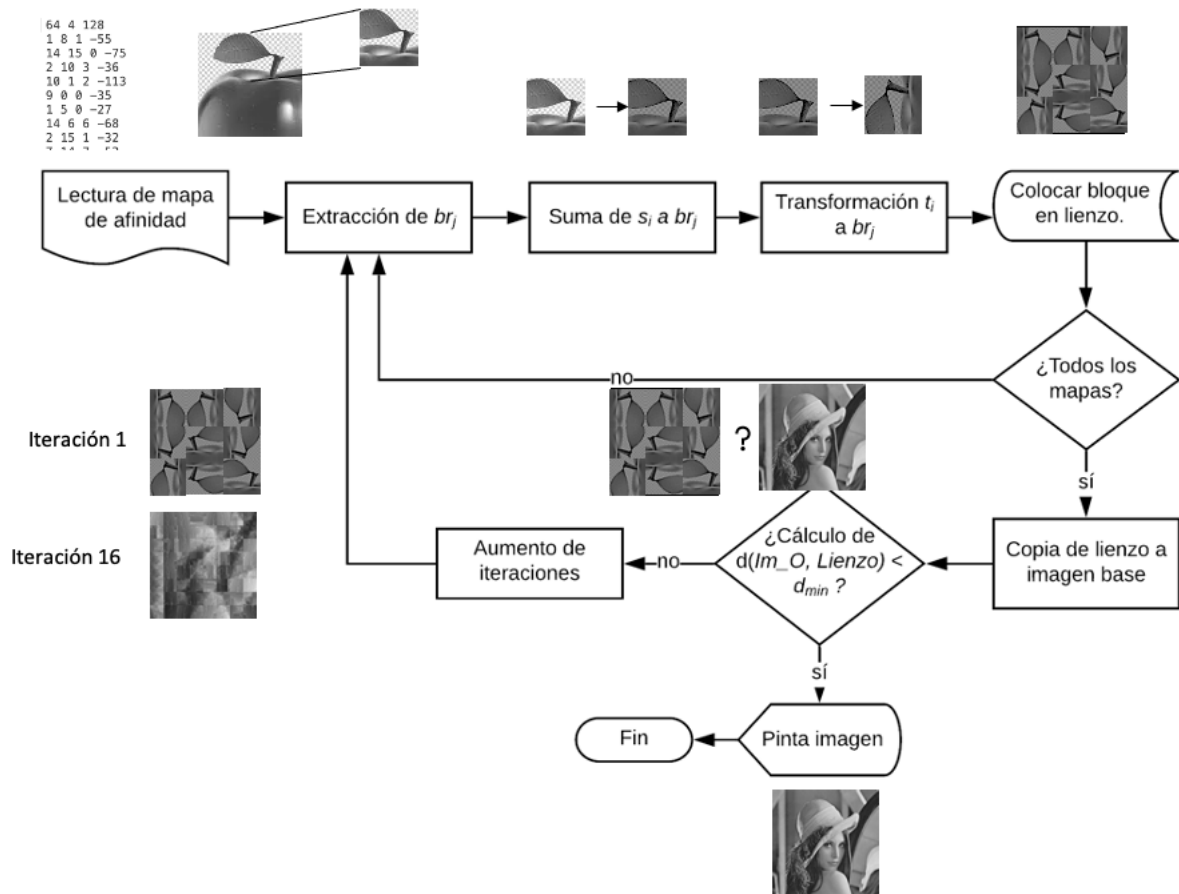 64 4 128
1 8 1 -55
14 15 0 -75
2 10 3 -36
10 1 2 -113
9 0 0 -35
1 5 0 -27
14 6 6 -68
2 15 1 -32
Lectura de mapa
de afinidad
Extracción de brj
Suma de si a brj
Transformación ti
a brj
Colocar bloque
en lienzo.
¿Todos los
mapas?
no
sí
Iteración 1
?
Iteración 16
Aumento de
iteraciones
no
¿Cálculo de
d(Im_O, Lienzo) <
dmin ?
Copia de lienzo a
imagen base
sí
Fin
Pinta imagen